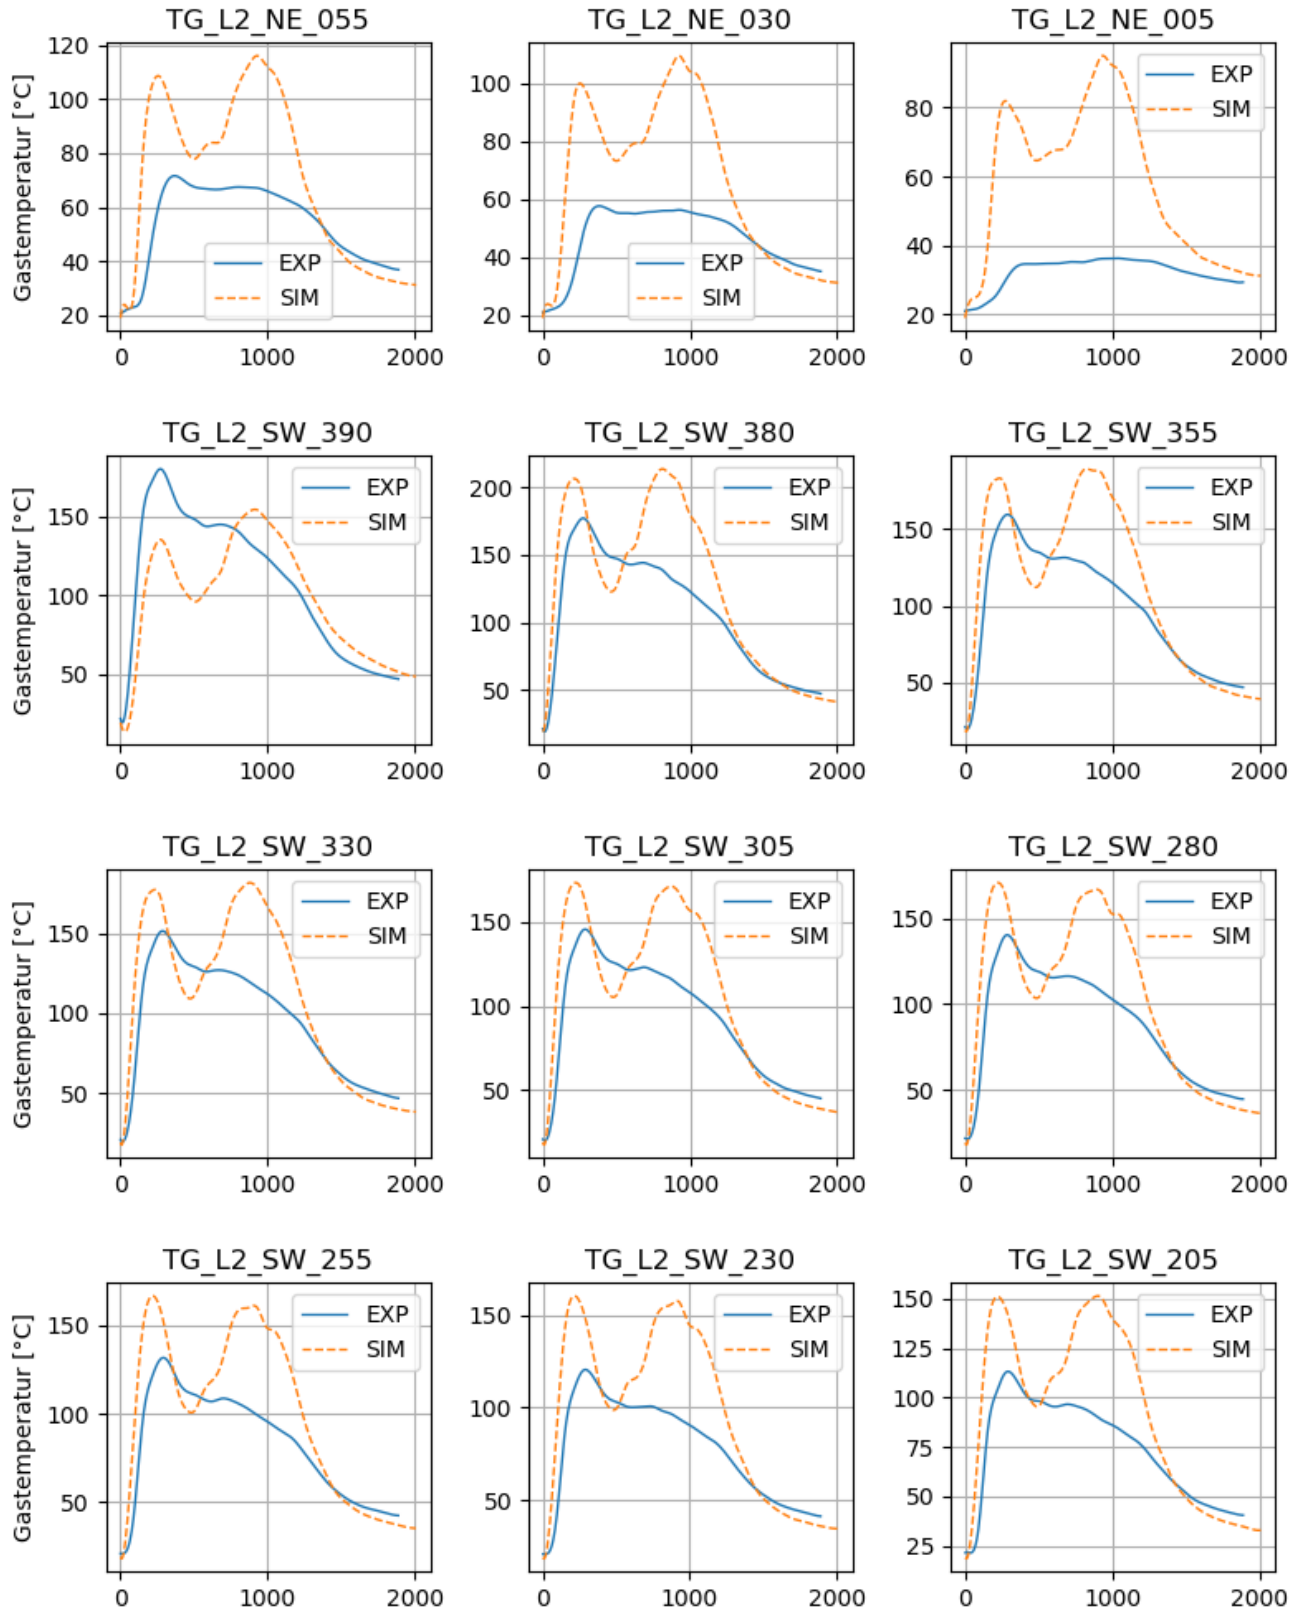 TG_L2_NE_055
TG_L2_NE_030
TG_L2_NE_005
Gastemperatur [°C]
120
100
80
60
40
20
EXP
SIM
0
1000
2000
100
80
60
40
20
EXP
SIM
0
1000
2000
80
60
40
20
EXP
SIM
0
1000
2000
TG_L2_SW_390
TG_L2_SW_380
TG_L2_SW_355
Gastemperatur [°C]
150
100
50
EXP
SIM
0
1000
2000
200
150
100
50
EXP
SIM
0
1000
2000
150
100
50
EXP
SIM
0
1000
2000
TG_L2_SW_330
TG_L2_SW_305
TG_L2_SW_280
Gastemperatur [°C]
150
100
50
EXP
SIM
0
1000
2000
150
100
50
EXP
SIM
0
1000
2000
150
100
50
EXP
SIM
0
1000
2000
TG_L2_SW_255
TG_L2_SW_230
TG_L2_SW_205
Gastemperatur [°C]
150
100
50
EXP
SIM
0
1000
2000
150
100
50
EXP
SIM
0
1000
2000
150
125
100
75
50
25
EXP
SIM
0
1000
2000